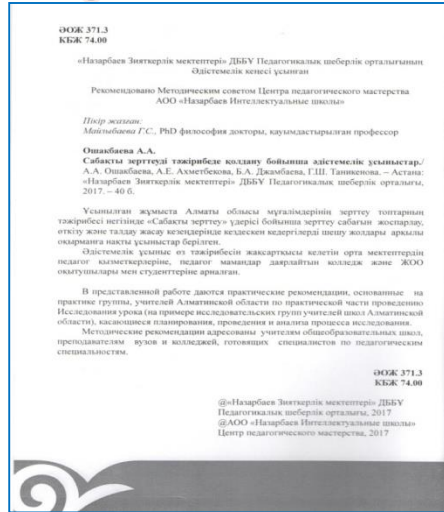 ӘОЖ 371.3
КБЖ 74.00
«Назарбаев Зияткерлік мектептері» ДББҰ Педагогикалық шеберлік орталығының
Әдістемелік кеңесі ұсынған
Рекомендовано Методическим советом Центра педагогического мастерства
АОО «Назарбаев Интеллектуальные школы»
Пікір жазған:
Майлыбаева Г.С., PhD философия докторы, қауымдастырылған профессор
Ошакбаева А.А.
Сабақты зерттеуді тәжірибеде қолдану бойынша әдістемелік ұсыныстар./
А.А. Ошакбаева, А.Е. Ахметбекова, Б.А. Джамбаева, Г.Ш. Таникенова. – Астана:
«Назарбаев Зияткерлік мектептері» ДББҰ Педагогикалық шеберлік орталығы,
2017. – 40 б.
Ұсынылған жұмыста Алматы облысы мұғалімдерінің зерттеу топтарының
тәжірибесі негізінде «Сабақты зерттеу» үдерісі бойынша зерттеу сабағын жоспарлау,
өткізу және талдау жасау кезеңдерінде кездескен кедергілерді шешу жолдары арқылы
оқырманға нақты ұсыныстар берілген.
Әдістемелік ұсыныс өз тәжірибесін жақсартқысы келетін орта мектептердің
педагог қызметкерлеріне, педагог мамандар даярлайтын колледж және ЖОО
оқытушылары мен студенттеріне арналған.
В представленной работе даются практические рекомендации, основанные на
практике группы, учителей Алматинской области по практической части проведению
Исследования урока (на примере исследовательских групп учителей школ Алматинской
области), касающиеся планирования, проведения и анализа процесса исследования.
Методические рекомендации адресованы учителям общеобразовательных школ,
преподавателям вузов и колледжей, готовящих специалистов по педагогическим
специальностям.
ӘОЖ 371.3
КБЖ 74.00
@«Назарбаев Зияткерлік мектептері» ДББҰ
Педагогикалық шеберлік орталығы, 2017
@АОО «Назарбаев Интеллектуальные школы»
Центр педагогического мастерства, 2017